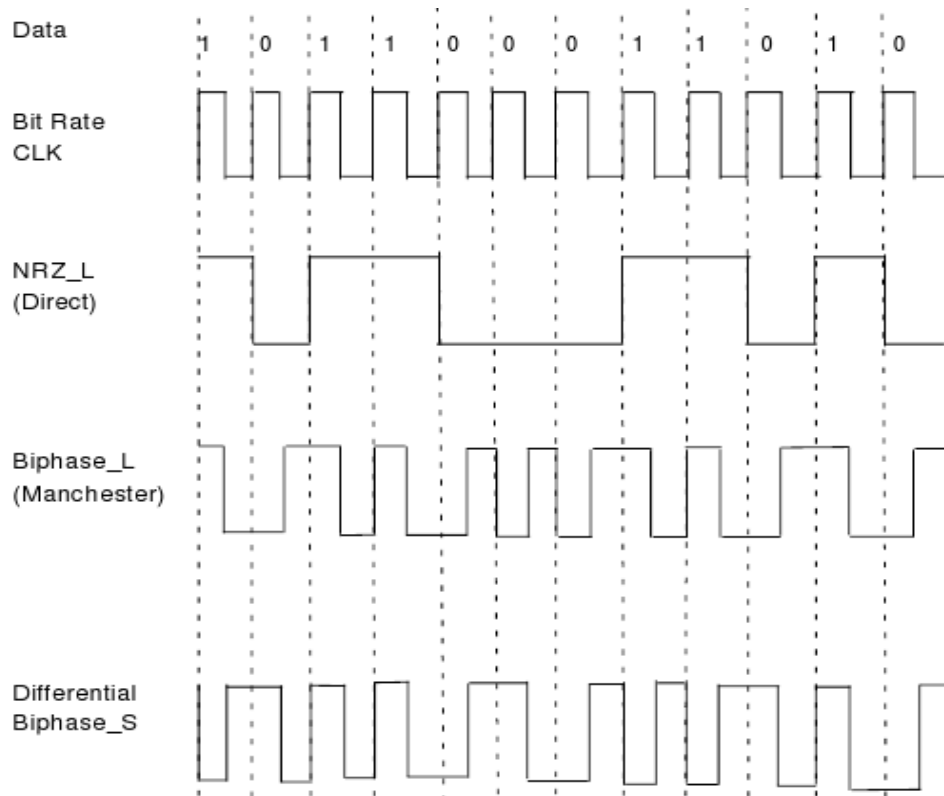 Data
1 0 1 1 0 0 0 1 1 0 1 0
Bit Rate
CLK
NRZ_L
(Direct)
Biphase_L
(Manchester)
Differential
Biphase_S